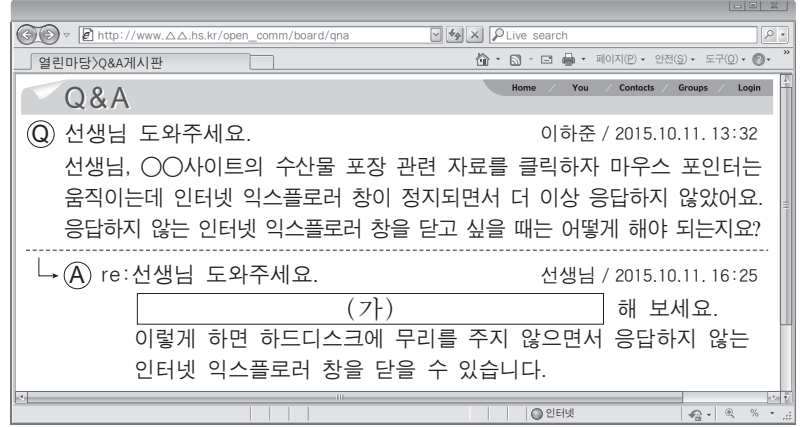 http://www.△△.hs.kr/open_comm/board/qna
Live search
열린마당>Q&A게시판
페이지(P) 안전(S) 도구(O)
Q&A
Home / You / Contacts / Groups / Login
Q 선생님 도와주세요. 이하준 / 2015.10.11. 13:32
선생님, ○○사이트의 수산물 포장 관련 자료를 클릭하자 마우스 포인터는
움직이는데 인터넷 익스플로러 창이 정지되면서 더 이상 응답하지 않았어요.
응답하지 않는 인터넷 익스플로러 창을 닫고 싶을 때는 어떻게 해야 되는지요?
A re:선생님 도와주세요. 선생님 / 2015.10.11. 16:25
(가) 해 보세요.
이렇게 하면 하드디스크에 무리를 주지 않으면서 응답하지 않는
인터넷 익스플로러 창을 닫을 수 있습니다.
인터넷 %